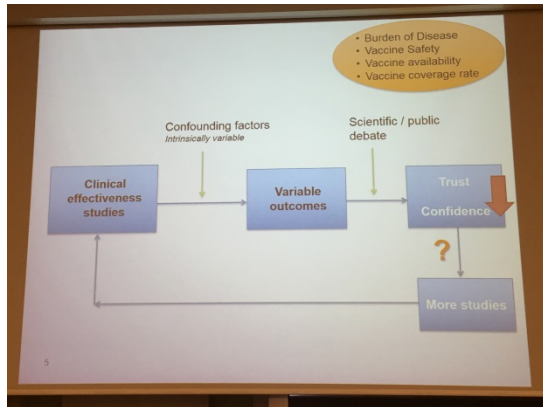 • Burden of Disease
• Vaccine Safety
• Vaccine availability
• Vaccine coverage rate
Confounding factors
Intrinsically variable
Scientific / public
debate
Clinical
effectiveness
studies
Variable
outcomes
Trust
Confidence
?
More studies
5